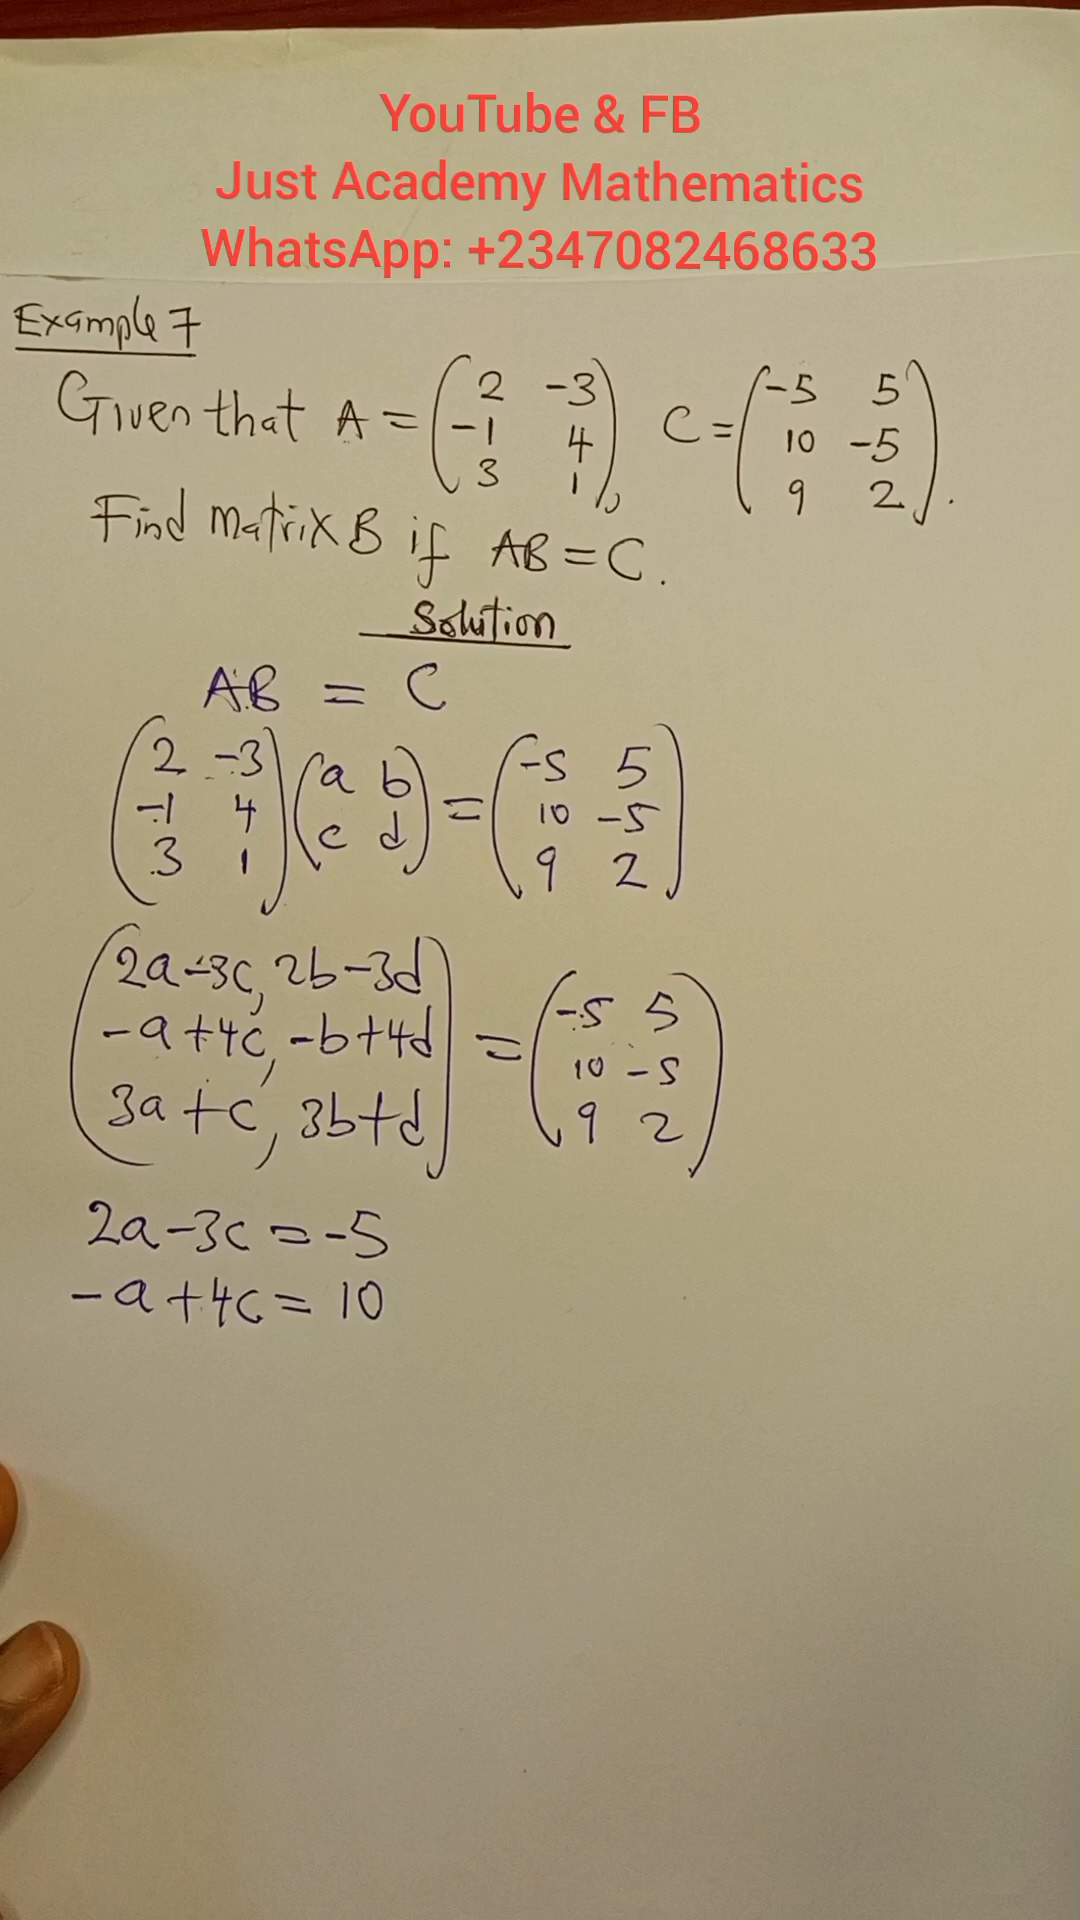 YouTube & FB
Just Academy Mathematics
WhatsApp: +2347082468633
Example 7
Given that A = (2 -3
-1 4
3 1), C = (-5 5
10 -5
9 2).
Find matrix B if AB = C.
Solution
AB = C
(2 -3
-1 4
3 1)(a b
c d) = (-5 5
10 -5
9 2)
(2a-3c, 2b-3d
-a+4c, -b+4d
3a+c, 3b+d) = (-5 5
10 -5
9 2)
2a-3c = -5
-a+4c = 10